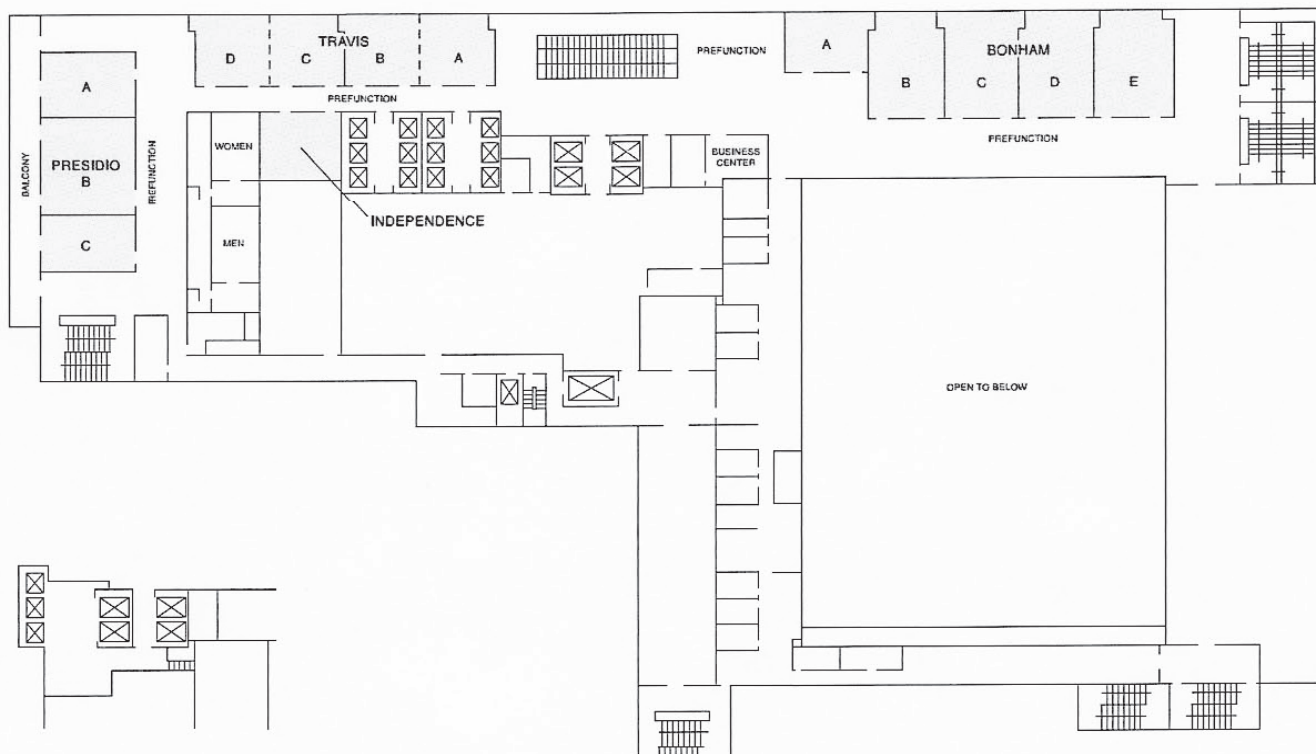 TRAVIS
D
C
B
A
PREFUNCTION
A
BONHAM
B
C
D
E
PREFUNCTION
A
PRESIDIO
B
C
BALCONY
PREFUNCTION
PREFUNCTION
WOMEN
MEN
INDEPENDENCE
BUSINESS
CENTER
OPEN TO BELOW